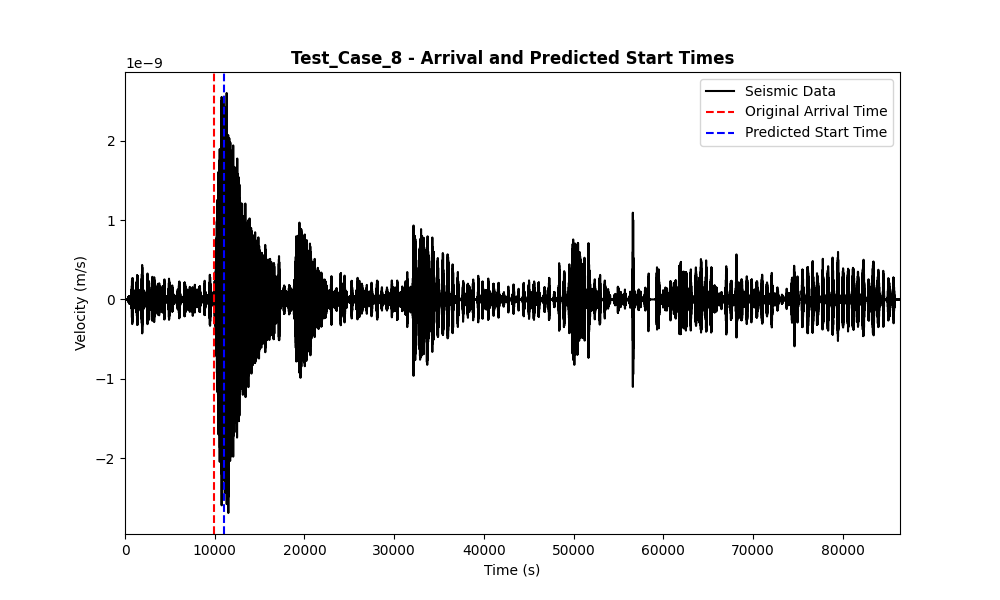 Test_Case_8 - Arrival and Predicted Start Times
1e−9
Seismic Data
Original Arrival Time
Predicted Start Time
2
1
0
−1
−2
Velocity (m/s)
0 10000 20000 30000 40000 50000 60000 70000 80000
Time (s)